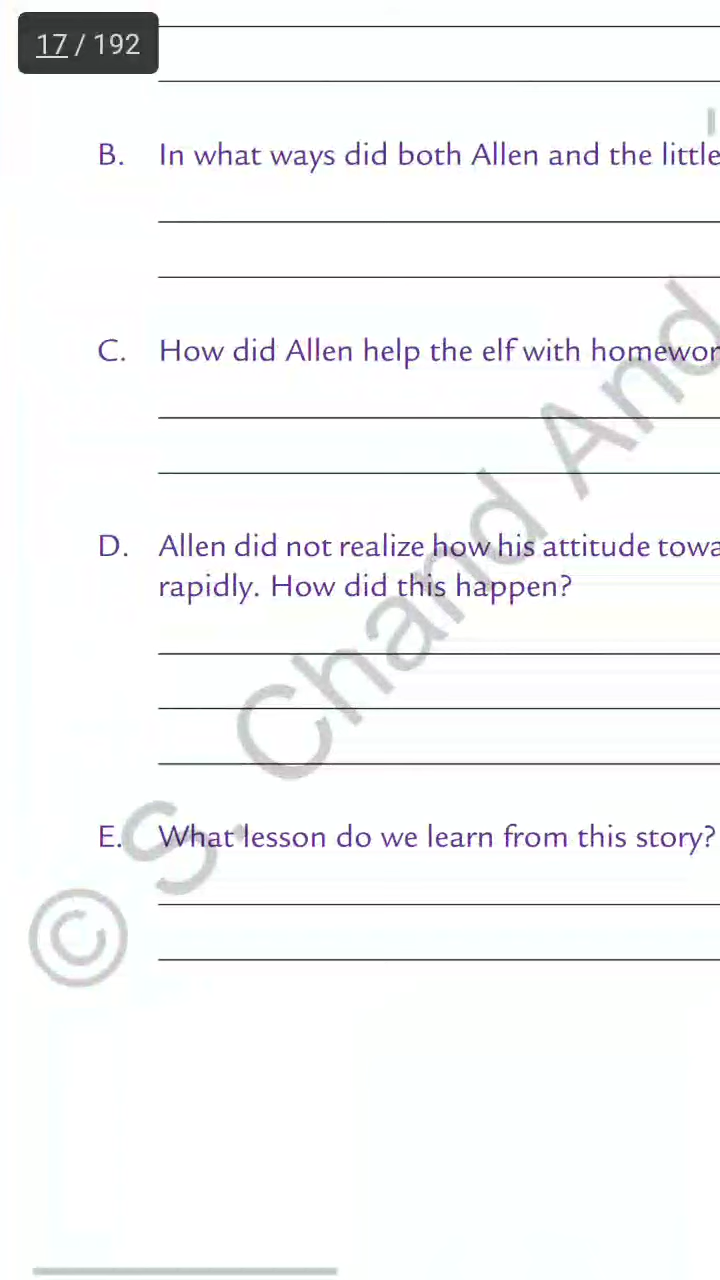 17 / 192
B. In what ways did both Allen and the little
C. How did Allen help the elf with homewor
D. Allen did not realize how his attitude towa
rapidly. How did this happen?
E. What lesson do we learn from this story?
© S. Chand And